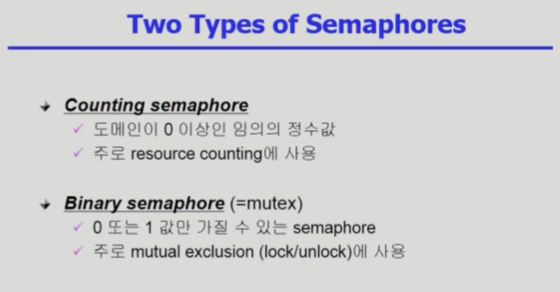 Two Types of Semaphores
Counting semaphore
도메인이 0 이상인 임의의 정수값
주로 resource counting에 사용
Binary semaphore (=mutex)
0 또는 1 값만 가질 수 있는 semaphore
주로 mutual exclusion (lock/unlock)에 사용